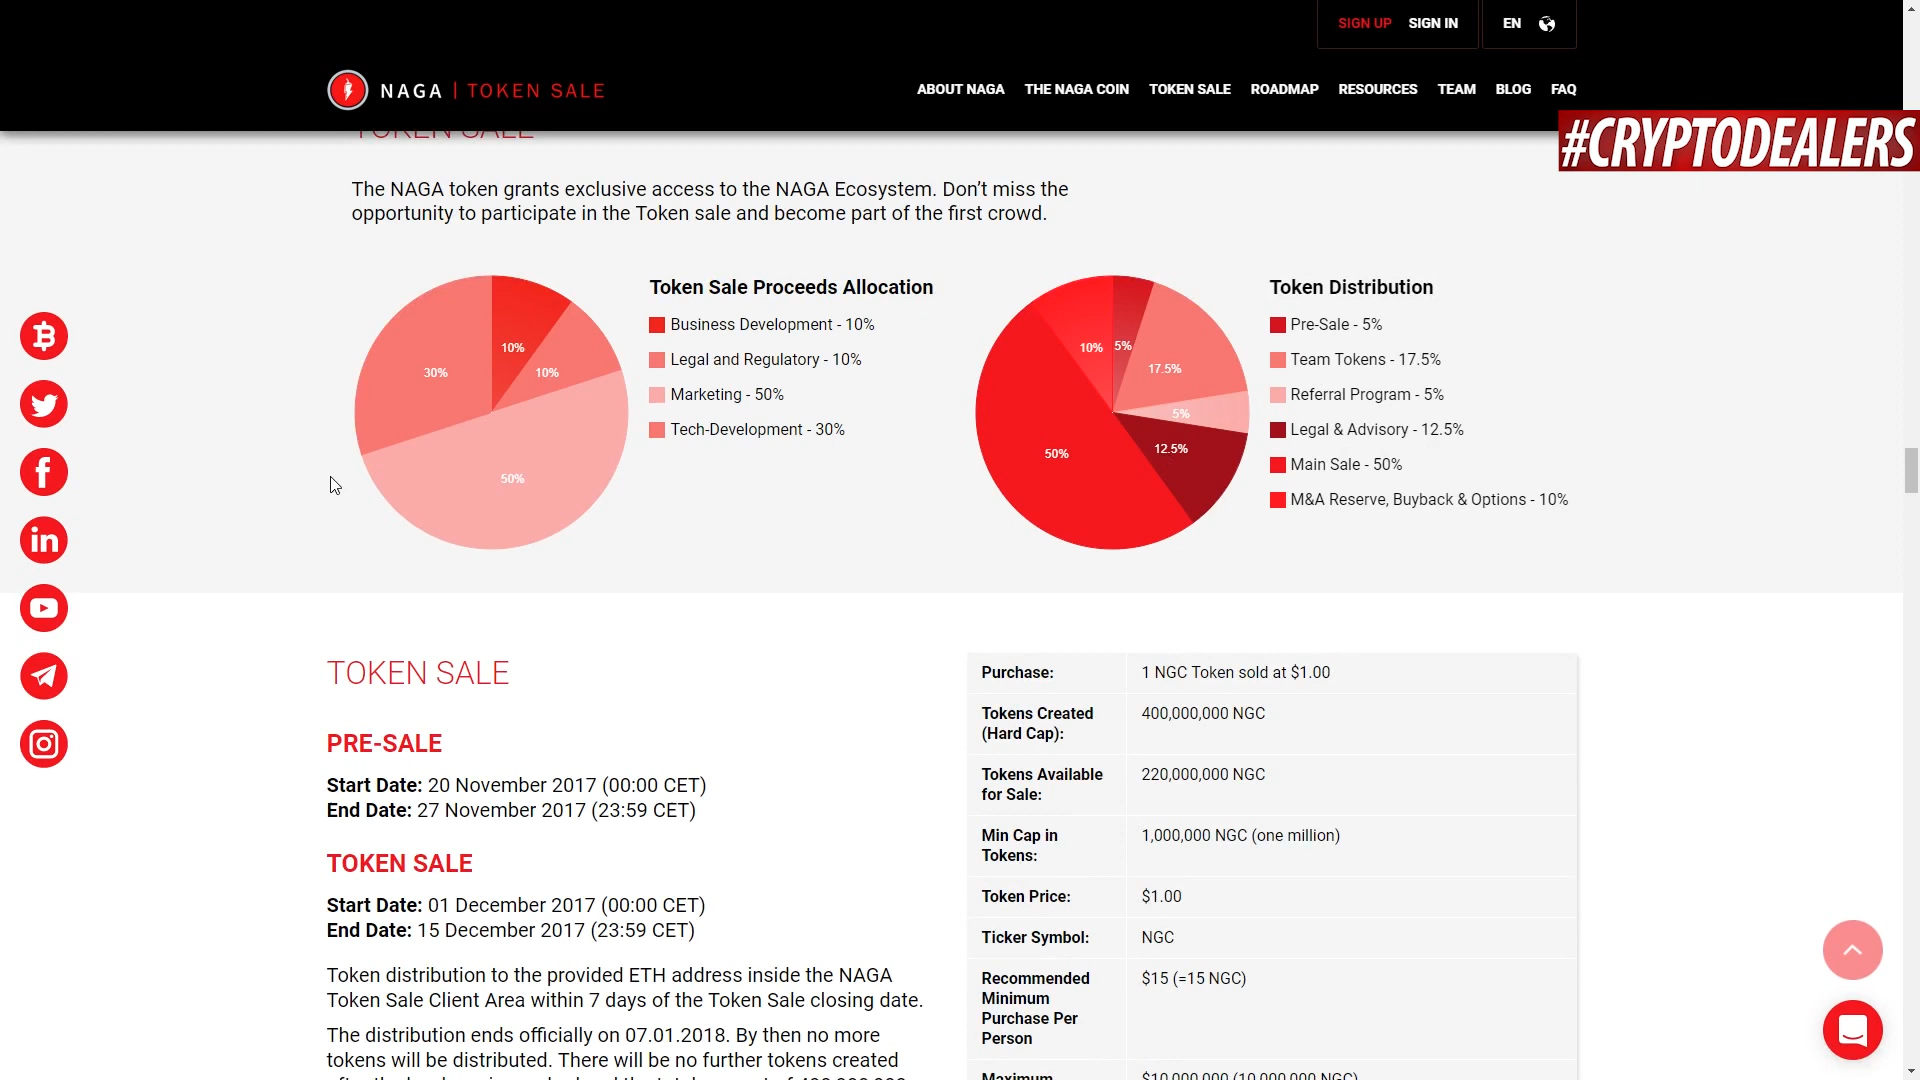 SIGN UP SIGN IN EN
NAGA | TOKEN SALE
ABOUT NAGA THE NAGA COIN TOKEN SALE ROADMAP RESOURCES TEAM BLOG FAQ
#CRYPTODEALERS
TOKEN SALE
The NAGA token grants exclusive access to the NAGA Ecosystem. Don’t miss the
opportunity to participate in the Token sale and become part of the first crowd.
10%
10%
30%
50%
Token Sale Proceeds Allocation
Business Development - 10%
Legal and Regulatory - 10%
Marketing - 50%
Tech-Development - 30%
10%
5%
17.5%
5%
12.5%
50%
Token Distribution
Pre-Sale - 5%
Team Tokens - 17.5%
Referral Program - 5%
Legal & Advisory - 12.5%
Main Sale - 50%
M&A Reserve, Buyback & Options - 10%
TOKEN SALE
PRE-SALE
Start Date: 20 November 2017 (00:00 CET)
End Date: 27 November 2017 (23:59 CET)
TOKEN SALE
Start Date: 01 December 2017 (00:00 CET)
End Date: 15 December 2017 (23:59 CET)
Token distribution to the provided ETH address inside the NAGA
Token Sale Client Area within 7 days of the Token Sale closing date.
The distribution ends officially on 07.01.2018. By then no more
tokens will be distributed. There will be no further tokens created
Purchase: 1 NGC Token sold at $1.00
Tokens Created 400,000,000 NGC
(Hard Cap):
Tokens Available 220,000,000 NGC
for Sale:
Min Cap in 1,000,000 NGC (one million)
Tokens:
Token Price: $1.00
Ticker Symbol: NGC
Recommended $15 (=15 NGC)
Minimum
Purchase Per
Person
Maximum $10,000,000 (10,000,000 NGC)